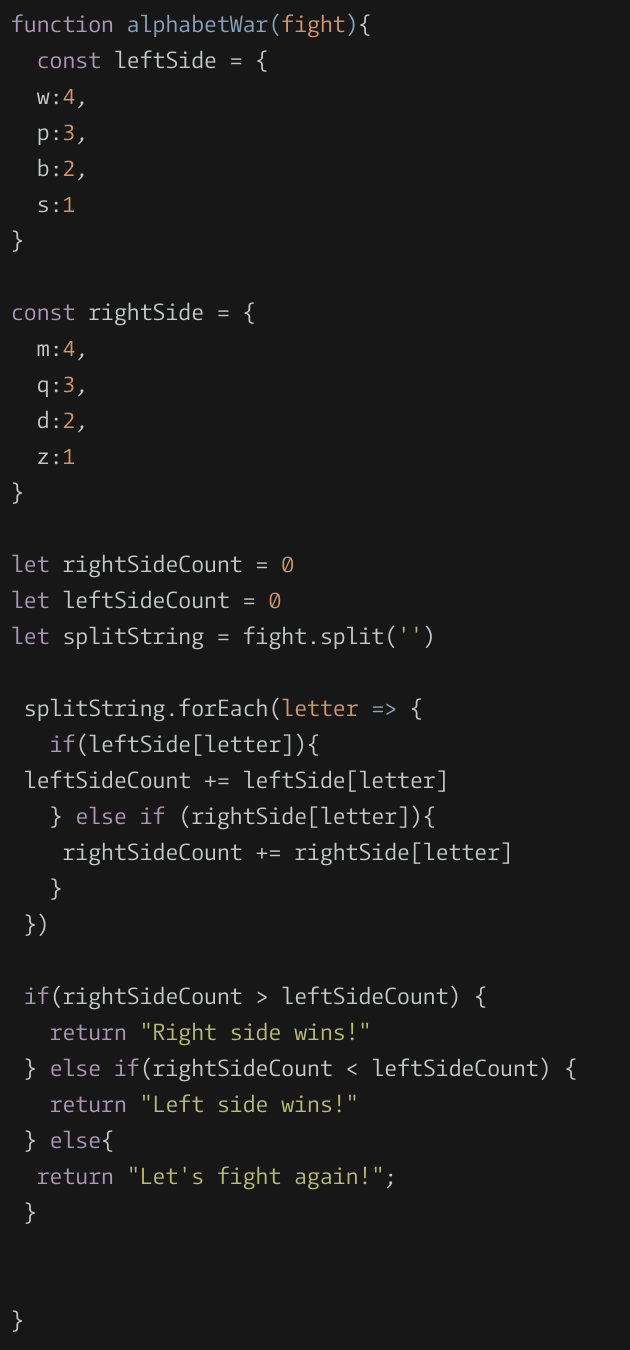 function alphabetWar(fight){
  const leftSide = {
  w:4,
  p:3,
  b:2,
  s:1
}

const rightSide = {
  m:4,
  q:3,
  d:2,
  z:1
}

let rightSideCount = 0
let leftSideCount = 0
let splitString = fight.split('')

 splitString.forEach(letter => {
   if(leftSide[letter]){
 leftSideCount += leftSide[letter]
   } else if (rightSide[letter]){
    rightSideCount += rightSide[letter]
   }
 })

 if(rightSideCount > leftSideCount) {
   return "Right side wins!"
 } else if(rightSideCount < leftSideCount) {
   return "Left side wins!"
 } else{
  return "Let's fight again!";
 }


}